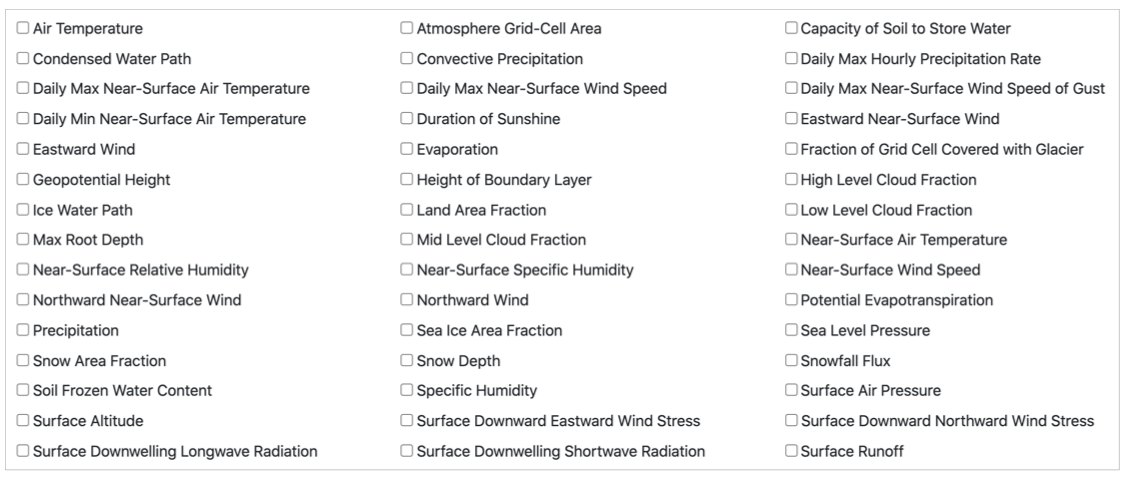 Air Temperature
Atmosphere Grid-Cell Area
Capacity of Soil to Store Water
Condensed Water Path
Convective Precipitation
Daily Max Hourly Precipitation Rate
Daily Max Near-Surface Air Temperature
Daily Max Near-Surface Wind Speed
Daily Max Near-Surface Wind Speed of Gust
Daily Min Near-Surface Air Temperature
Duration of Sunshine
Eastward Near-Surface Wind
Eastward Wind
Evaporation
Fraction of Grid Cell Covered with Glacier
Geopotential Height
Height of Boundary Layer
High Level Cloud Fraction
Ice Water Path
Land Area Fraction
Low Level Cloud Fraction
Max Root Depth
Mid Level Cloud Fraction
Near-Surface Air Temperature
Near-Surface Relative Humidity
Near-Surface Specific Humidity
Near-Surface Wind Speed
Northward Near-Surface Wind
Northward Wind
Potential Evapotranspiration
Precipitation
Sea Ice Area Fraction
Sea Level Pressure
Snow Area Fraction
Snow Depth
Snowfall Flux
Soil Frozen Water Content
Specific Humidity
Surface Air Pressure
Surface Altitude
Surface Downward Eastward Wind Stress
Surface Downward Northward Wind Stress
Surface Downwelling Longwave Radiation
Surface Downwelling Shortwave Radiation
Surface Runoff